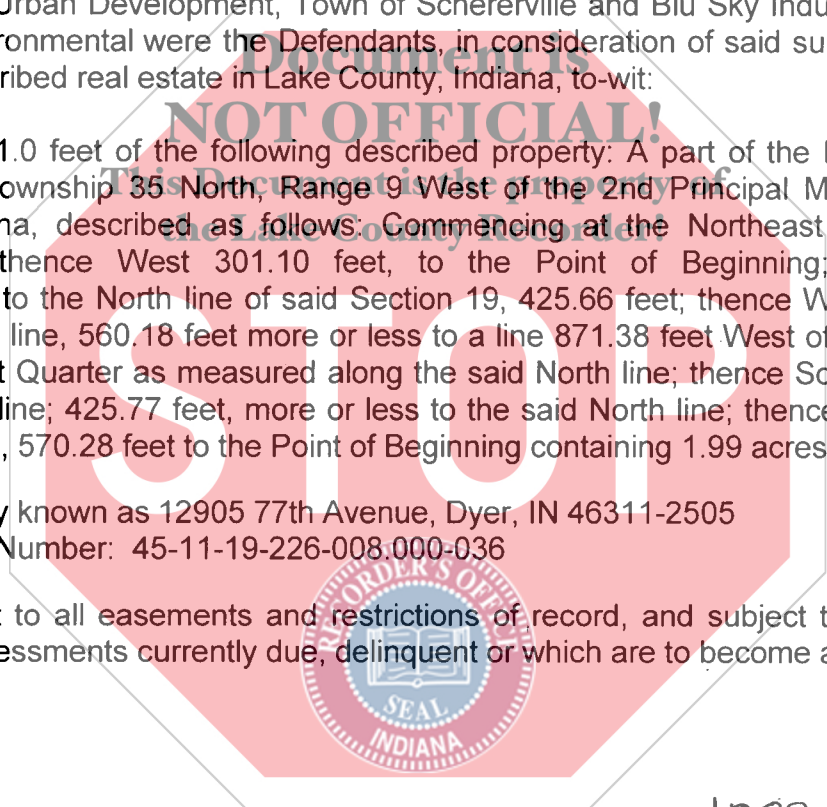 Urban Development, Town of Schererville and Blu Sky Indu
ronmental were the Defendants, in consideration of said su
Document is
ribed real estate in Lake County, Indiana, to-wit:
NOT OFFICIAL!
1.0 feet of the following described property: A part of the
ownship 35 North, Range 9 West of the 2nd Principal M
This Document is the property of
na, described as follows: Commencing at the Northeast
the Lake County Recorder!
thence West 301.10 feet, to the Point of Beginning;
to the North line of said Section 19, 425.66 feet; thence W
line, 560.18 feet more or less to a line 871.38 feet West of
t Quarter as measured along the said North line; thence So
line; 425.77 feet, more or less to the said North line; thence
, 570.28 feet to the Point of Beginning containing 1.99 acres
STOP
y known as 12905 77th Avenue, Dyer, IN 46311-2505
Number: 45-11-19-226-008.000-036
t to all easements and restrictions of record, and subject t
essments currently due, delinquent or which are to become a
RECORDER'S OFFICE
SEAL
INDIANA